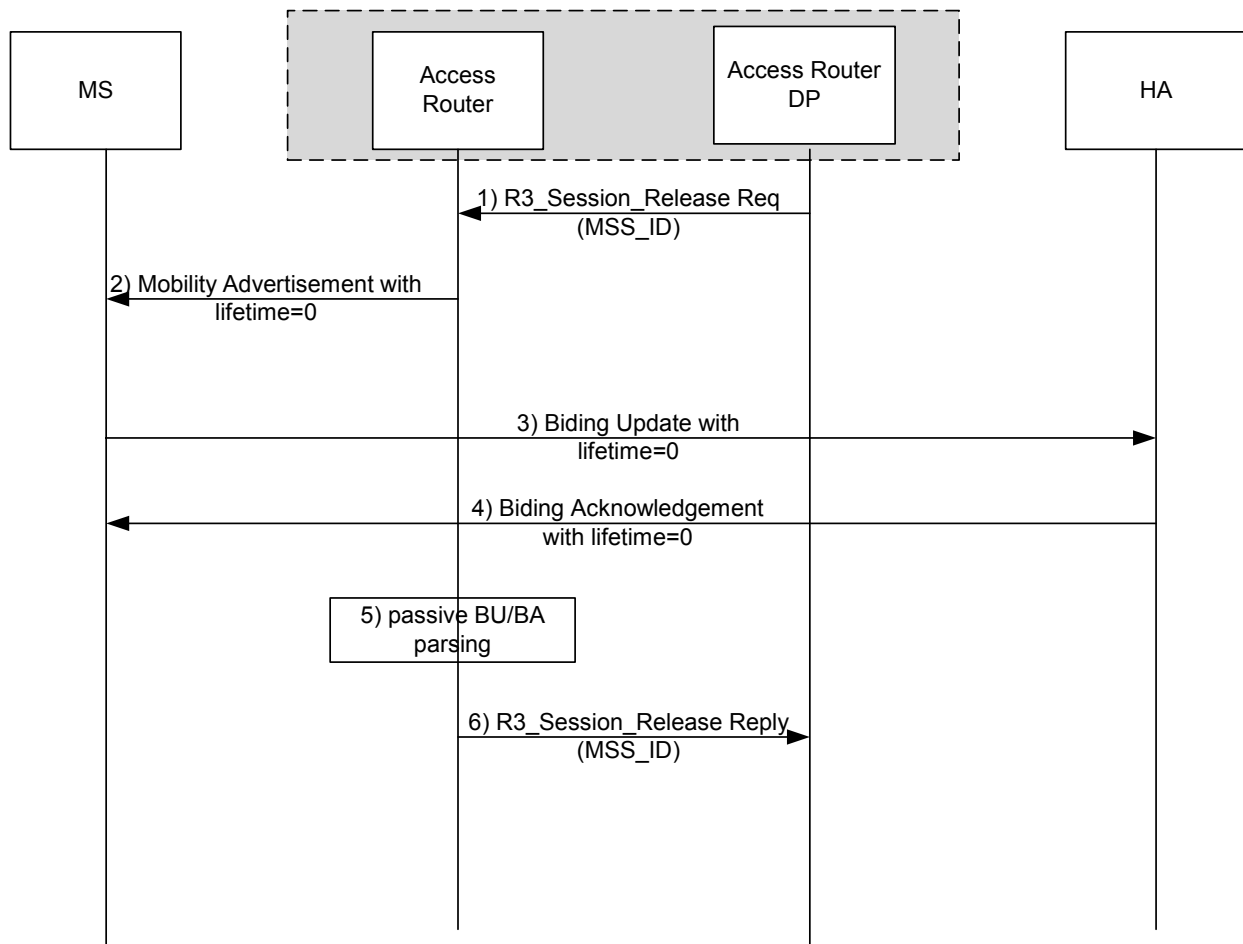 MS
Access
Router
Access Router
DP
HA
1) R3_Session_Release Req
(MSS_ID)
2) Mobility Advertisement with
lifetime=0
3) Biding Update with
lifetime=0
4) Biding Acknowledgement
with lifetime=0
5) passive BU/BA
parsing
6) R3_Session_Release Reply
(MSS_ID)